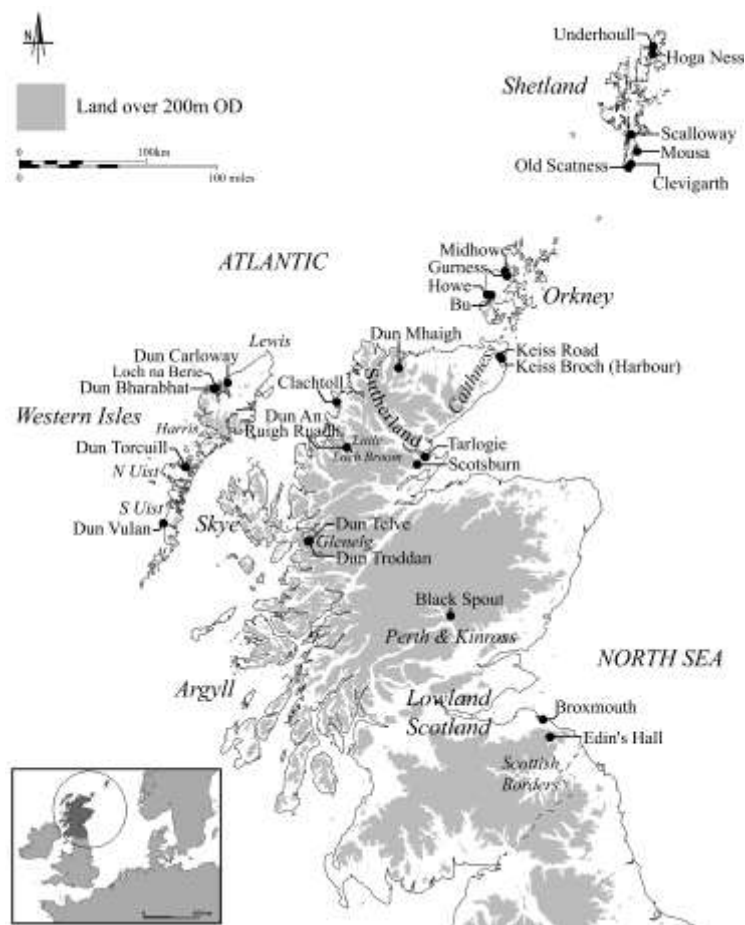 N
Land over 200m OD
0
100km
0
100 miles
Underhoull
Hoga Ness
Shetland
Scalloway
Mousa
Old Scatness
Clevigarth
ATLANTIC
Midhowe
Gurness
Howe
Bu
Orkney
Dun Mhaigh
Lewis
Dun Carloway
Loch na Berie
Dun Bharabhat
Keiss Road
Keiss Broch (Harbour)
Clachtoll
Caithness
Sutherland
Western Isles
Harris
Dun An
Ruigh Ruadh
Little
Loch Broom
Dun Torcuill
N Uist
Tarlogie
Scotsburn
S Uist
Dun Vulan
Skye
Dun Telve
Glenelg
Dun Troddan
Black Spout
Perth & Kinross
NORTH SEA
Argyll
Lowland
Scotland
Broxmouth
Edin's Hall
Scottish
Borders